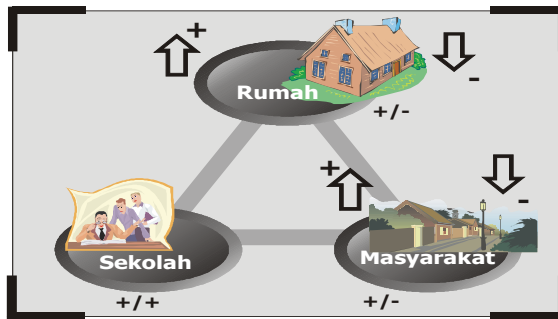 +
-
Rumah
+/-
+
-
Sekolah
Masyarakat
+/+
+/-